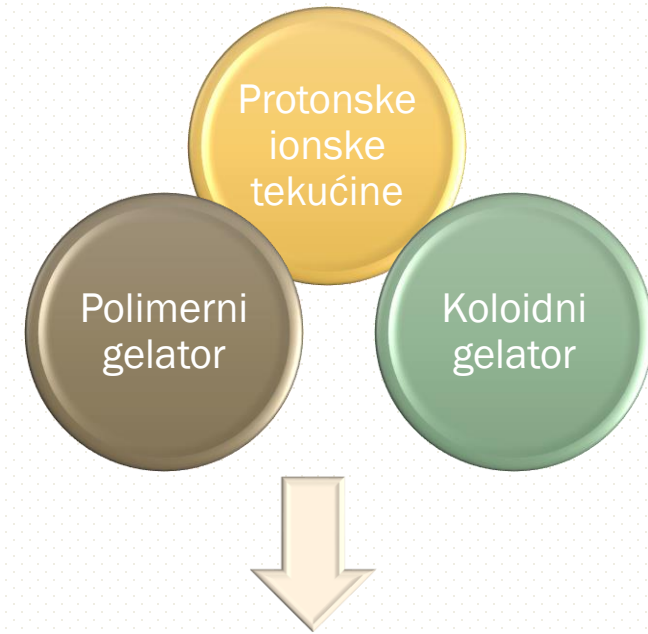 Protonske
ionske
tekućine
Polimerni
gelator
Koloidni
gelator